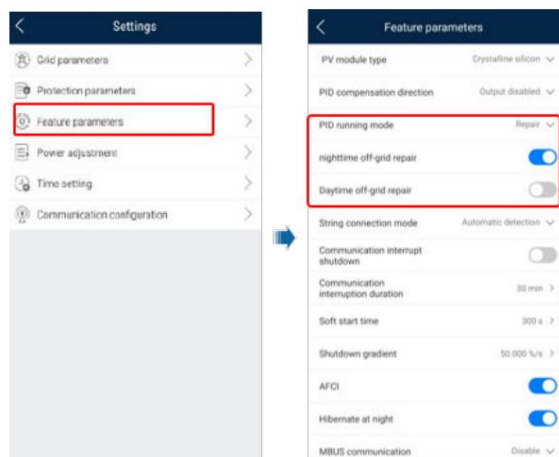 Settings
Grid parameters
Protection parameters
Feature parameters
Power adjustment
Time setting
Communication configuration
Feature parameters
PV module type
Crystalline silicon
PID compensation direction
Output disabled
PID running mode
Repair
nighttime off-grid repair
Daytime off-grid repair
String connection mode
Automatic detection
Communication interrupt
shutdown
Communication
interruption duration
30 min
Soft start time
300 s
Shutdown gradient
50.000 %/s
AFCI
Hibernate at night
MBUS communication
Disable